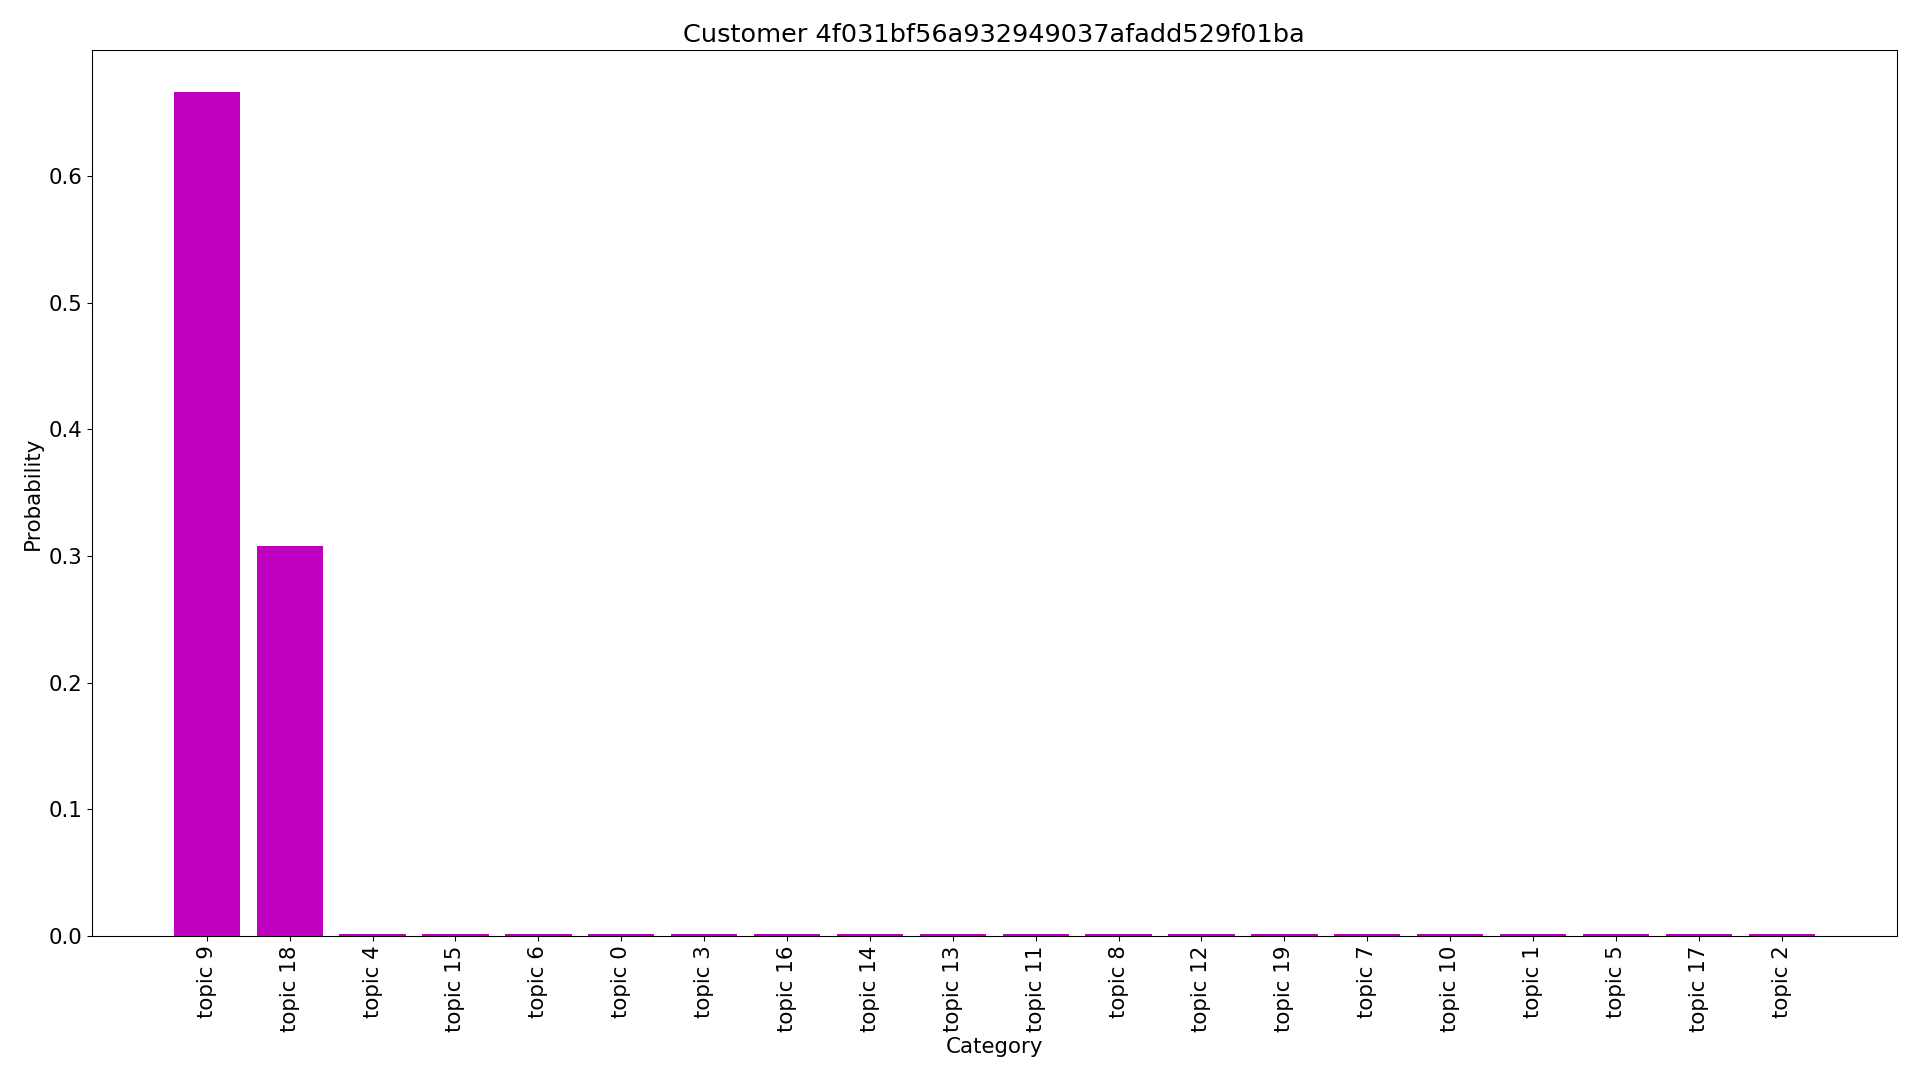 Customer 4f031bf56a932949037afadd529f01ba
Probability
0.6
0.5
0.4
0.3
0.2
0.1
0.0
topic 9
topic 18
topic 4
topic 15
topic 6
topic 0
topic 3
topic 16
topic 14
topic 13
topic 11
topic 8
topic 12
topic 19
topic 7
topic 10
topic 1
topic 5
topic 17
topic 2
Category